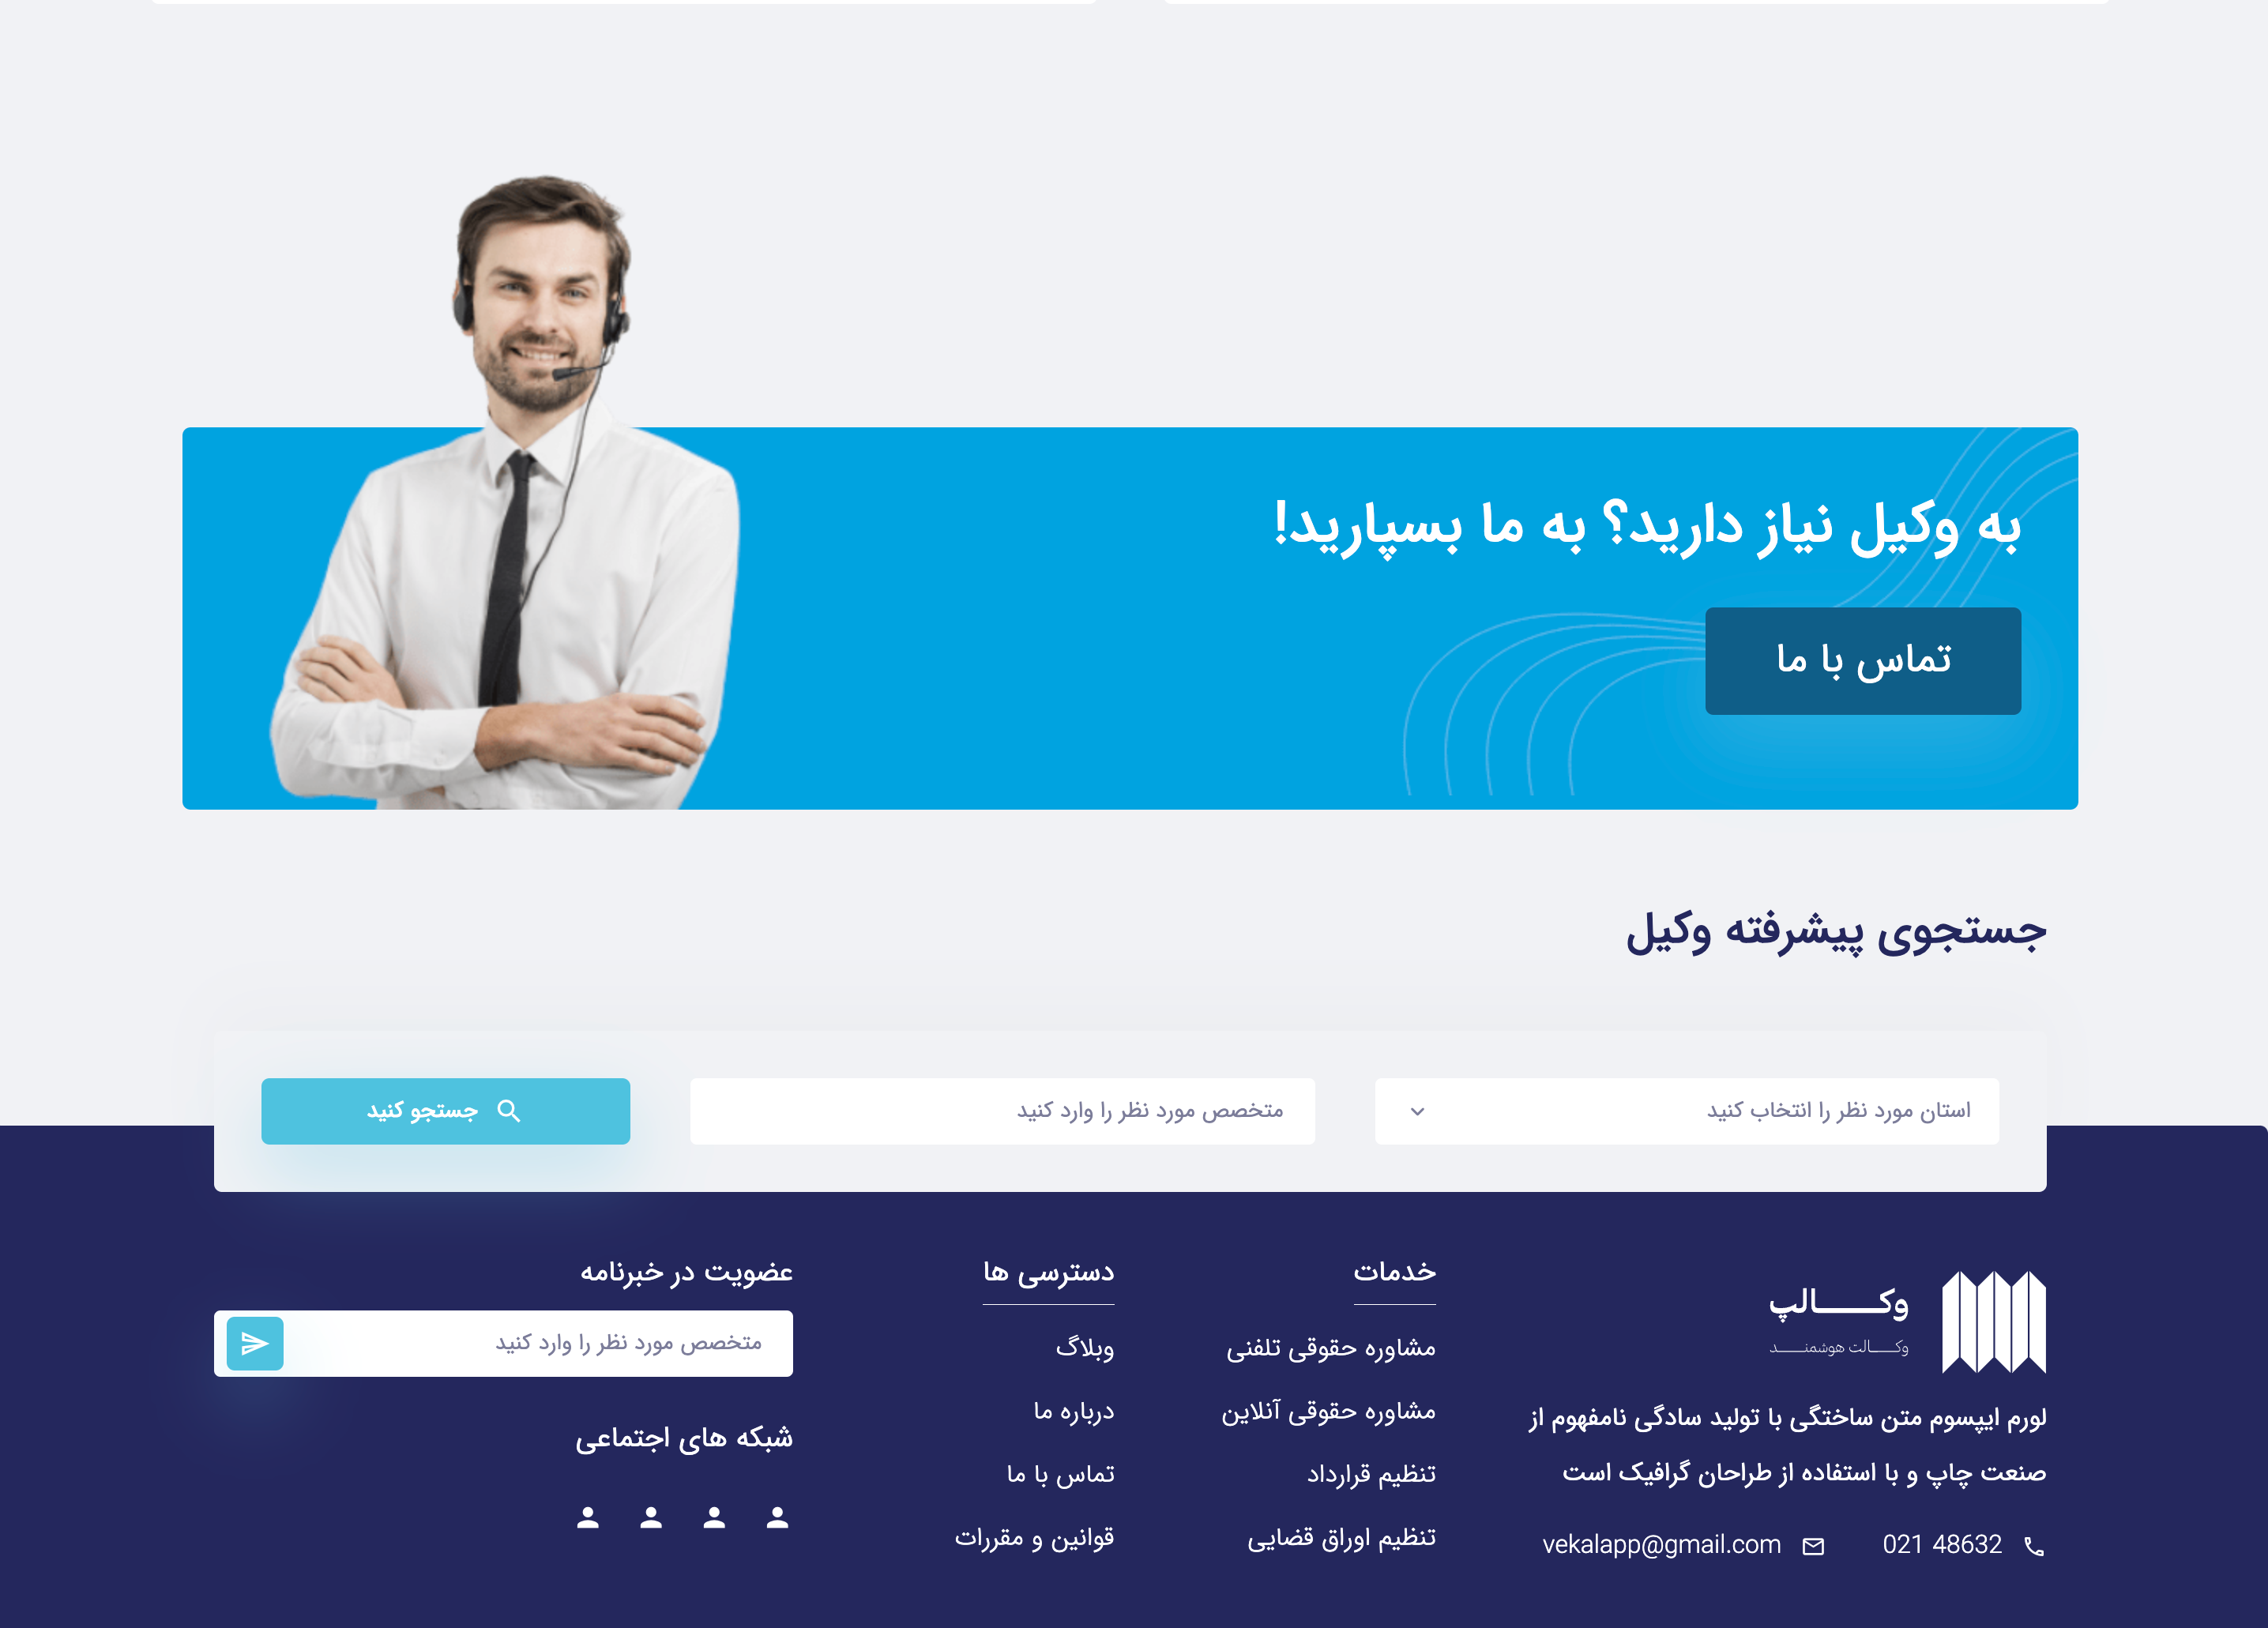 به وکیل نیاز دارید؟ به ما بسپارید!
تماس با ما
جستجوی پیشرفته وکیل
استان مورد نظر را انتخاب کنید
متخصص مورد نظر را وارد کنید
جستجو کنید
وکــــالپ
وکــــالت هوشمنــــد
لورم ایپسوم متن ساختگی با تولید سادگی نامفهوم از
صنعت چاپ و با استفاده از طراحان گرافیک است
021 48632
vekalapp@gmail.com
خدمات
مشاوره حقوقی تلفنی
مشاوره حقوقی آنلاین
تنظیم قرارداد
تنظیم اوراق قضایی
دسترسی ها
وبلاگ
درباره ما
تماس با ما
قوانین و مقررات
عضویت در خبرنامه
متخصص مورد نظر را وارد کنید
شبکه های اجتماعی